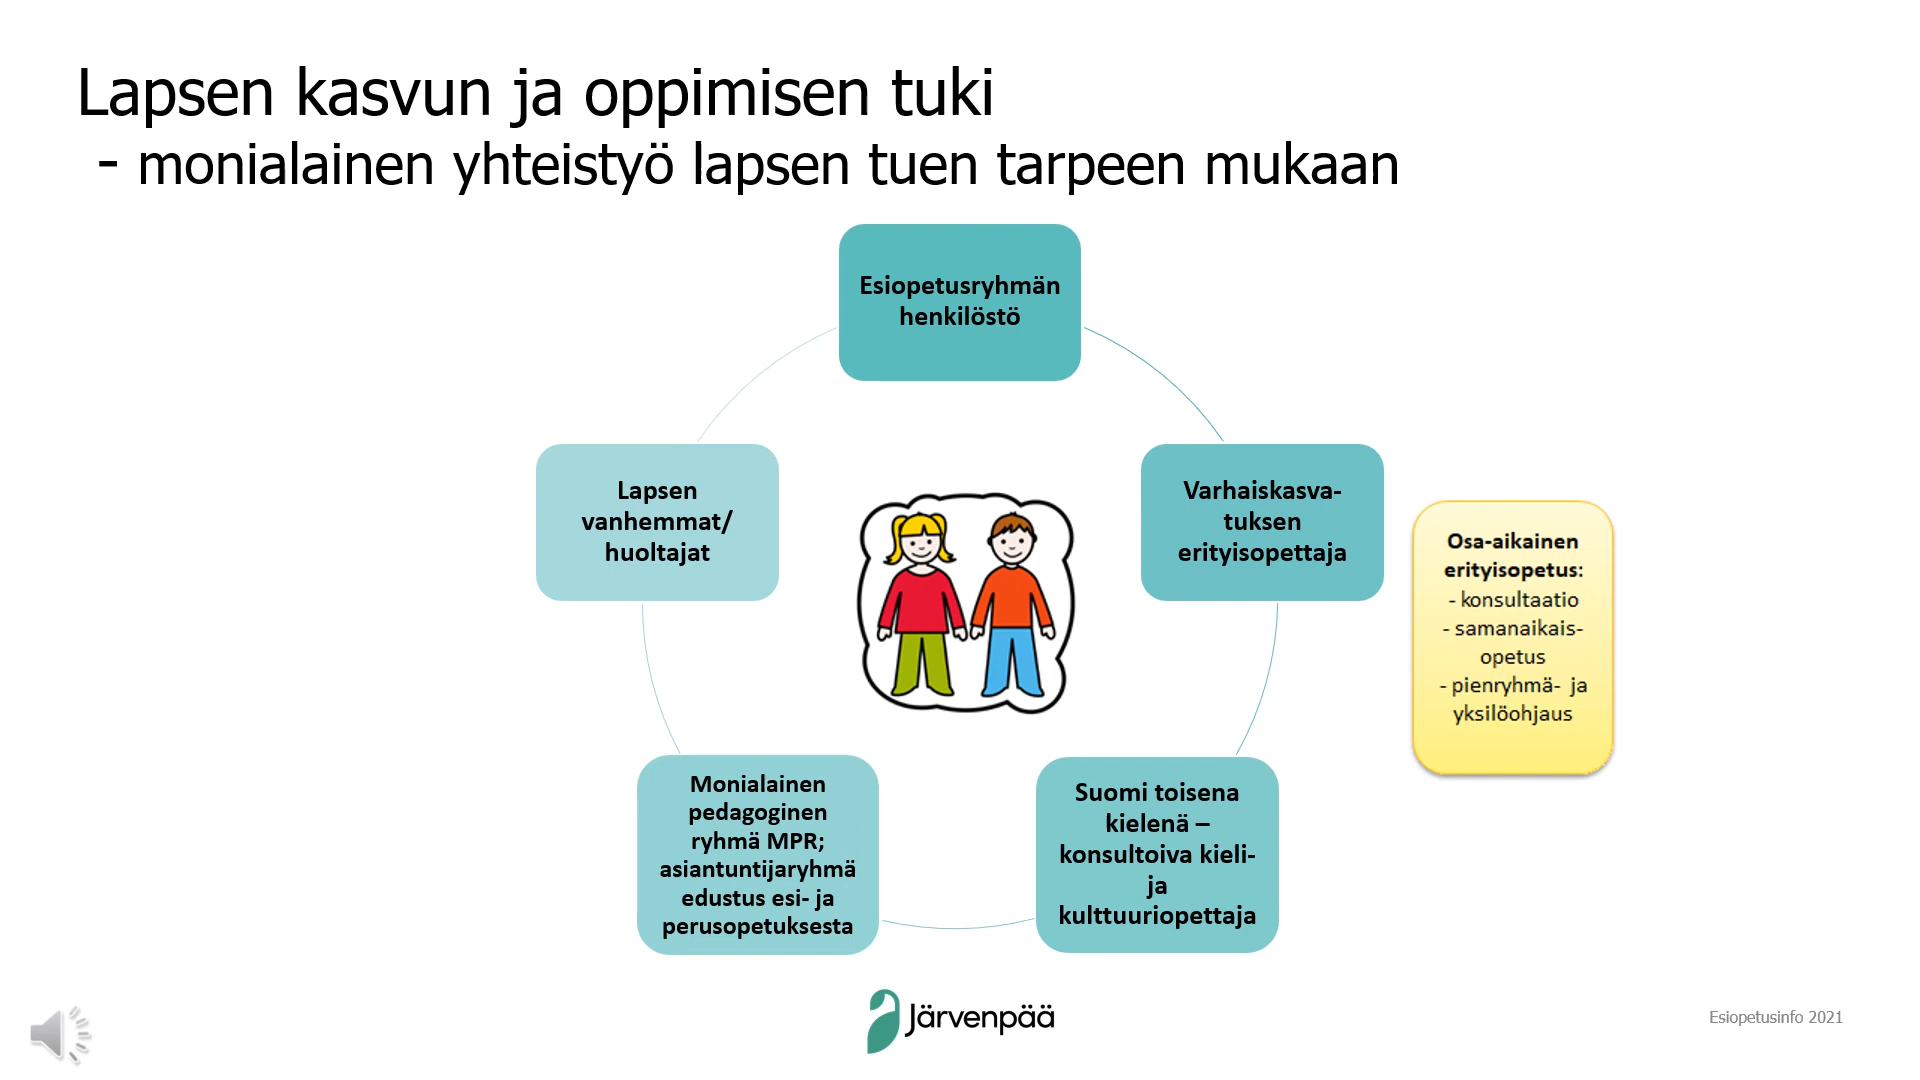 Lapsen kasvun ja oppimisen tuki
- monialainen yhteistyö lapsen tuen tarpeen mukaan
Esiopetusryhmän
henkilöstö
Lapsen
vanhemmat/
huoltajat
Varhaiskasva-
tuksen
erityisopettaja
Osa-aikainen
erityisopetus:
- konsultaatio
- samanaikais-
opetus
- pienryhmä- ja
yksilöohjaus
Monialainen
pedagoginen
ryhmä MPR;
asiantuntijaryhmä
edustus esi- ja
perusopetuksesta
Suomi toisena
kielenä –
konsultoiva kieli-
ja
kulttuuriopettaja
Järvenpää
Esiopetusinfo 2021